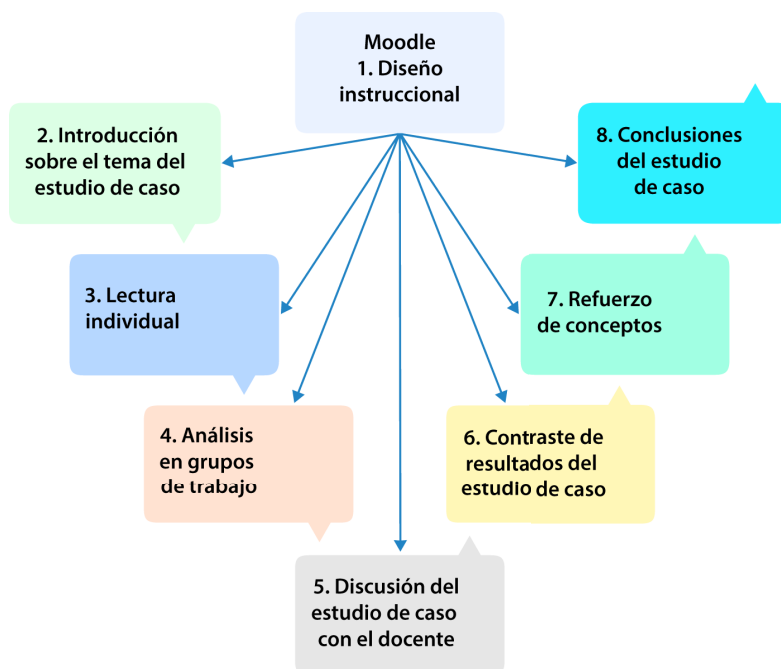 Moodle
1. Diseño
instruccional
2. Introducción
sobre el tema del
estudio de caso
3. Lectura
individual
4. Análisis
en grupos
de trabajo
5. Discusión del
estudio de caso
con el docente
6. Contraste de
resultados del
estudio de caso
7. Refuerzo
de conceptos
8. Conclusiones
del estudio
de caso